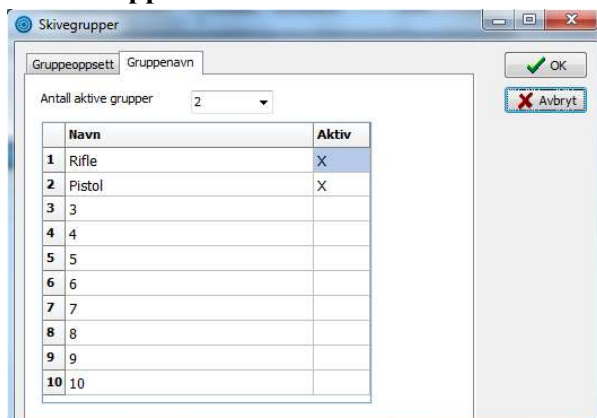 Skivegrupper
Gruppeoppsett Gruppenavn
OK
Avbryt
Antall aktive grupper 2
Navn Aktiv
1 Rifle X
2 Pistol X
3 3
4 4
5 5
6 6
7 7
8 8
9 9
10 10